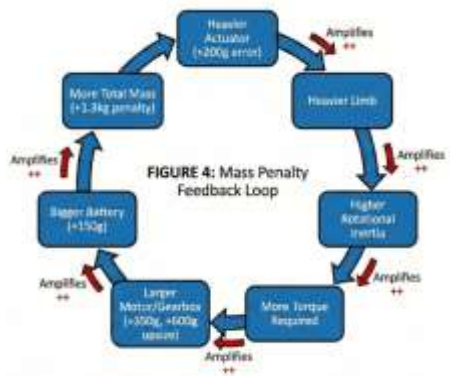 Heavier
Actuator
(+200g error)
Amplifies
++
Heavier Limb
Amplifies
++
Higher
Rotational
Inertia
Amplifies
++
More Torque
Required
Amplifies
++
Larger
Motor/Gearbox
(+350g, +600g
upsize)
Amplifies
++
Bigger Battery
(+150g)
Amplifies
++
More Total Mass
(+1.3kg penalty)
FIGURE 4: Mass Penalty
Feedback Loop